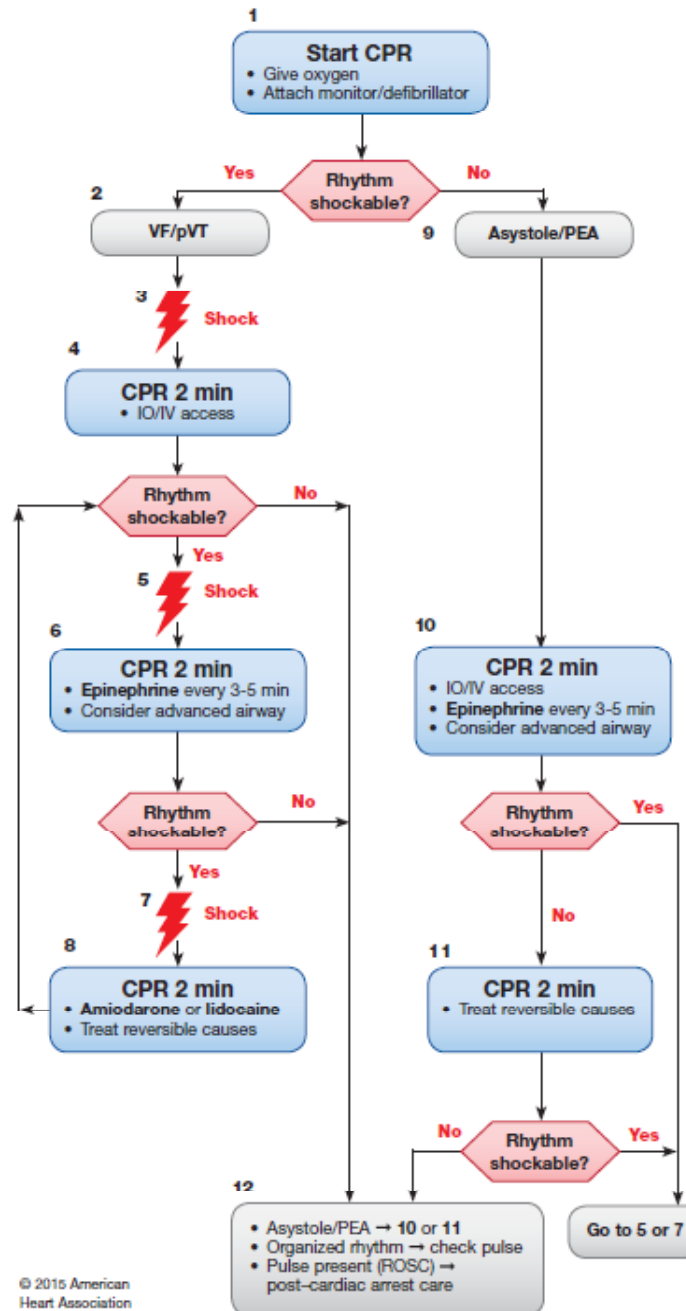 1
Start CPR
• Give oxygen
• Attach monitor/defibrillator
Rhythm
shockable?
Yes
No
2
VF/pVT
3
Shock
4
CPR 2 min
• IO/IV access
Rhythm
shockable?
No
Yes
5
Shock
6
CPR 2 min
• Epinephrine every 3-5 min
• Consider advanced airway
Rhythm
shockable?
No
Yes
7
Shock
8
CPR 2 min
• Amiodarone or lidocaine
• Treat reversible causes
9
Asystole/PEA
10
CPR 2 min
• IO/IV access
• Epinephrine every 3-5 min
• Consider advanced airway
Rhythm
shockable?
Yes
No
11
CPR 2 min
• Treat reversible causes
Rhythm
shockable?
No
Yes
12
• Asystole/PEA → 10 or 11
• Organized rhythm → check pulse
• Pulse present (ROSC) →
post–cardiac arrest care
Go to 5 or 7
© 2015 American
Heart Association